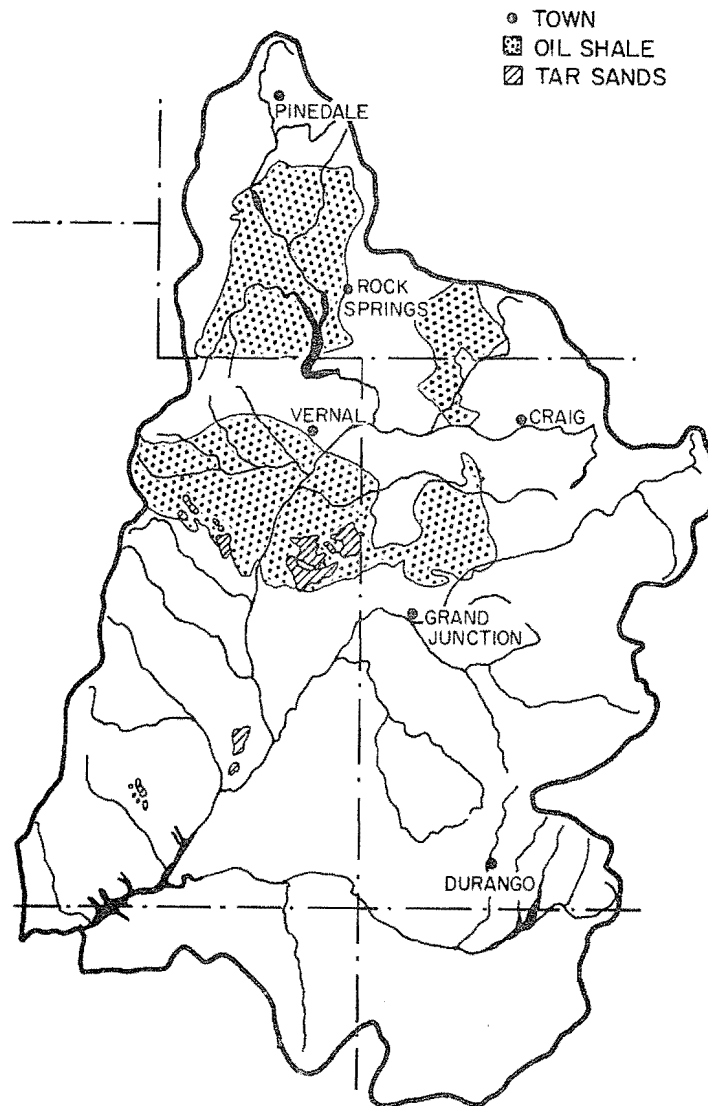 TOWN
OIL SHALE
TAR SANDS
PINEDALE
ROCK
SPRINGS
VERNAL
CRAIG
GRAND
JUNCTION
DURANGO